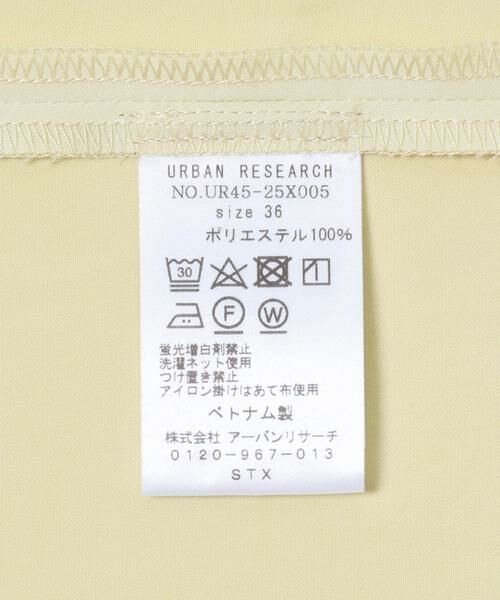 URBAN RESEARCH
NO.UR45-25X005
size 36
ポリエステル100%
30
F W
蛍光増白剤禁止
洗濯ネット使用
つけ置き禁止
アイロン掛けはあて布使用
ベトナム製
株式会社 アーバンリサーチ
0120-967-013
STX